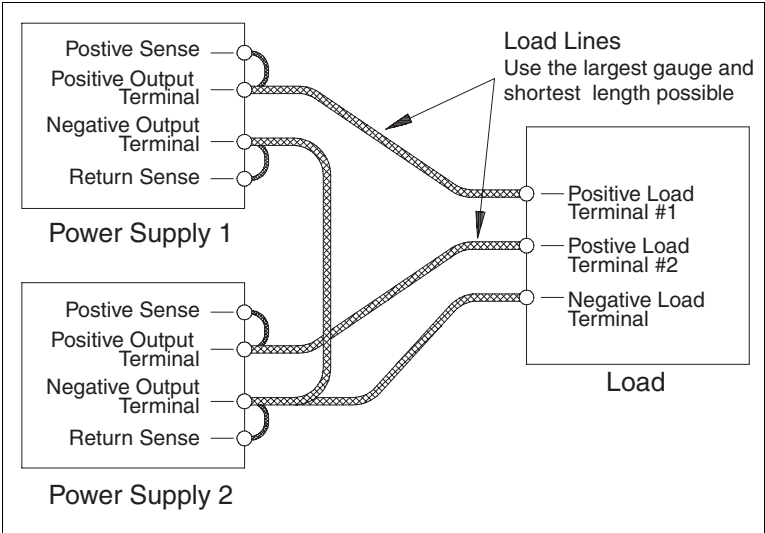 Postive Sense
Positive Output
Terminal
Negative Output
Terminal
Return Sense
Power Supply 1
Load Lines
Use the largest gauge and
shortest length possible
Positive Load
Terminal #1
Postive Load
Terminal #2
Negative Load
Terminal
Load
Postive Sense
Positive Output
Terminal
Negative Output
Terminal
Return Sense
Power Supply 2